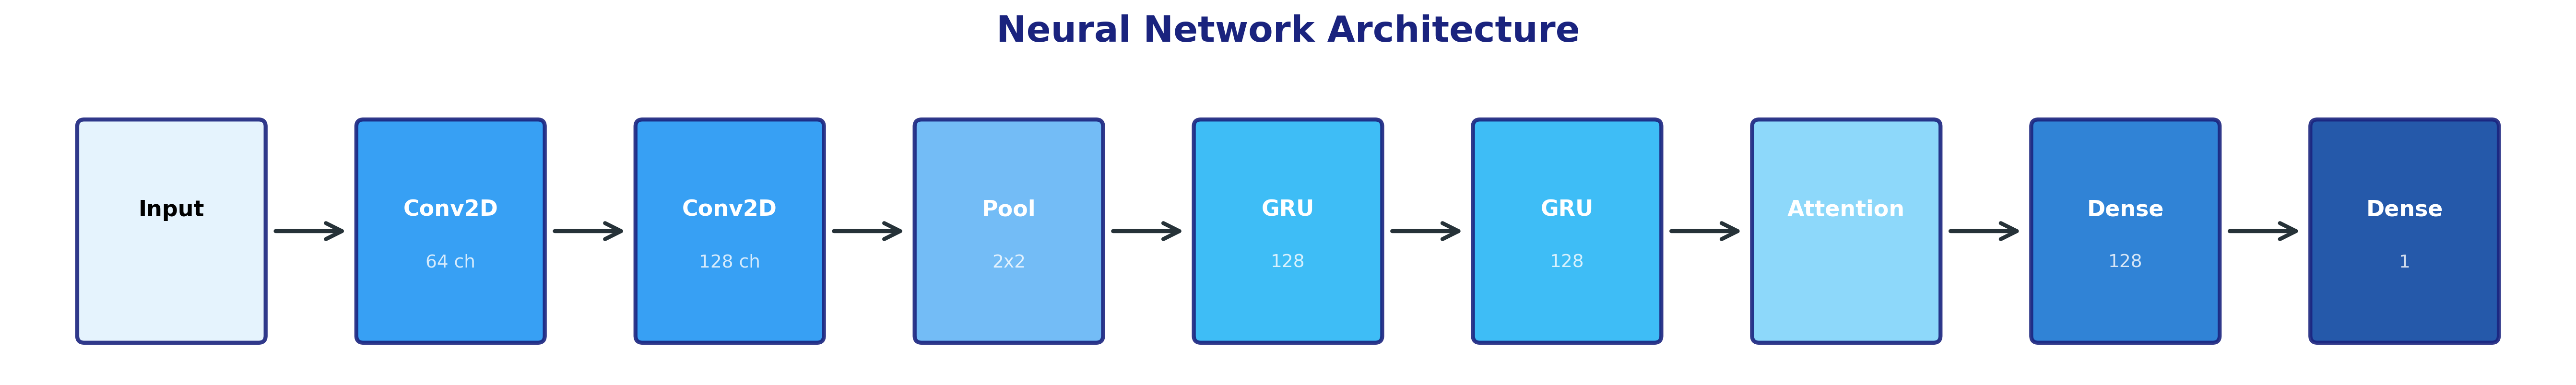 Neural Network Architecture
Input
Conv2D
64 ch
Conv2D
128 ch
Pool
2x2
GRU
128
GRU
128
Attention
Dense
128
Dense
1